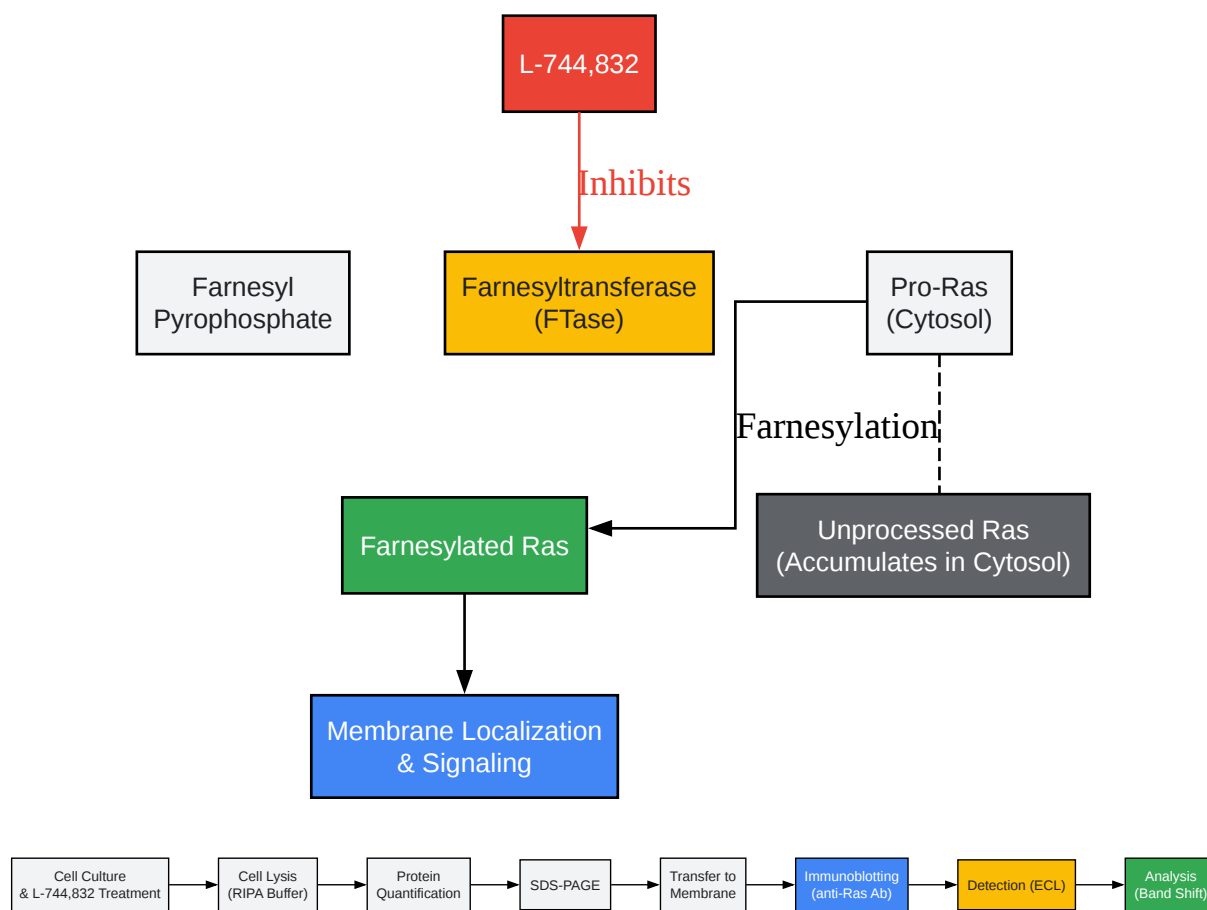 L-744,832
Inhibits
Farnesyl
Pyrophosphate
Farnesyltransferase
(FTase)
Pro-Ras
(Cytosol)
Farnesylation
Farnesylated Ras
Unprocessed Ras
(Accumulates in Cytosol)
Membrane Localization
& Signaling
Cell Culture
& L-744,832 Treatment
Cell Lysis
(RIPA Buffer)
Protein
Quantification
SDS-PAGE
Transfer to
Membrane
Immunoblotting
(anti-Ras Ab)
Detection (ECL)
Analysis
(Band Shift)